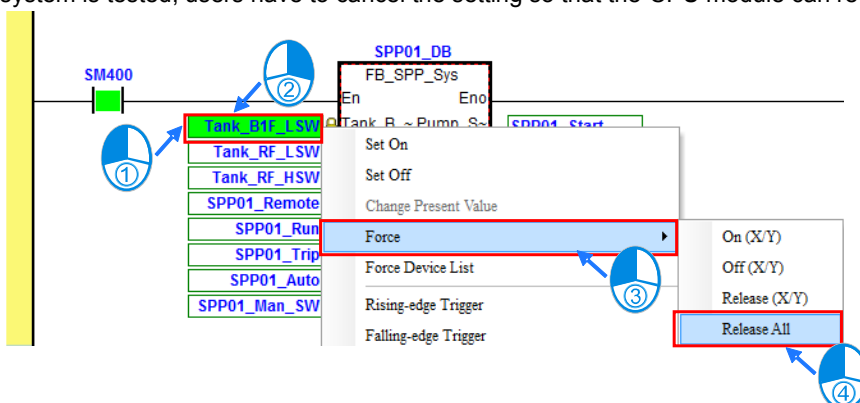 system is tested, users have to cancel the setting so that the CPU module can
SPP01_DB
SM400
FB_SPP_Sys
En Eno
Tank_B1F_LSW Tank_B_~Pump_S~ SPP01_Start
Tank_RF_LSW
Tank_RF_HSW
SPP01_Remote
SPP01_Run
SPP01_Trip
SPP01_Auto
SPP01_Man_SW
Set On
Set Off
Change Present Value
Force
Force Device List
Rising-edge Trigger
Falling-edge Trigger
On (X/Y)
Off (X/Y)
Release (X/Y)
Release All
①
②
③
④